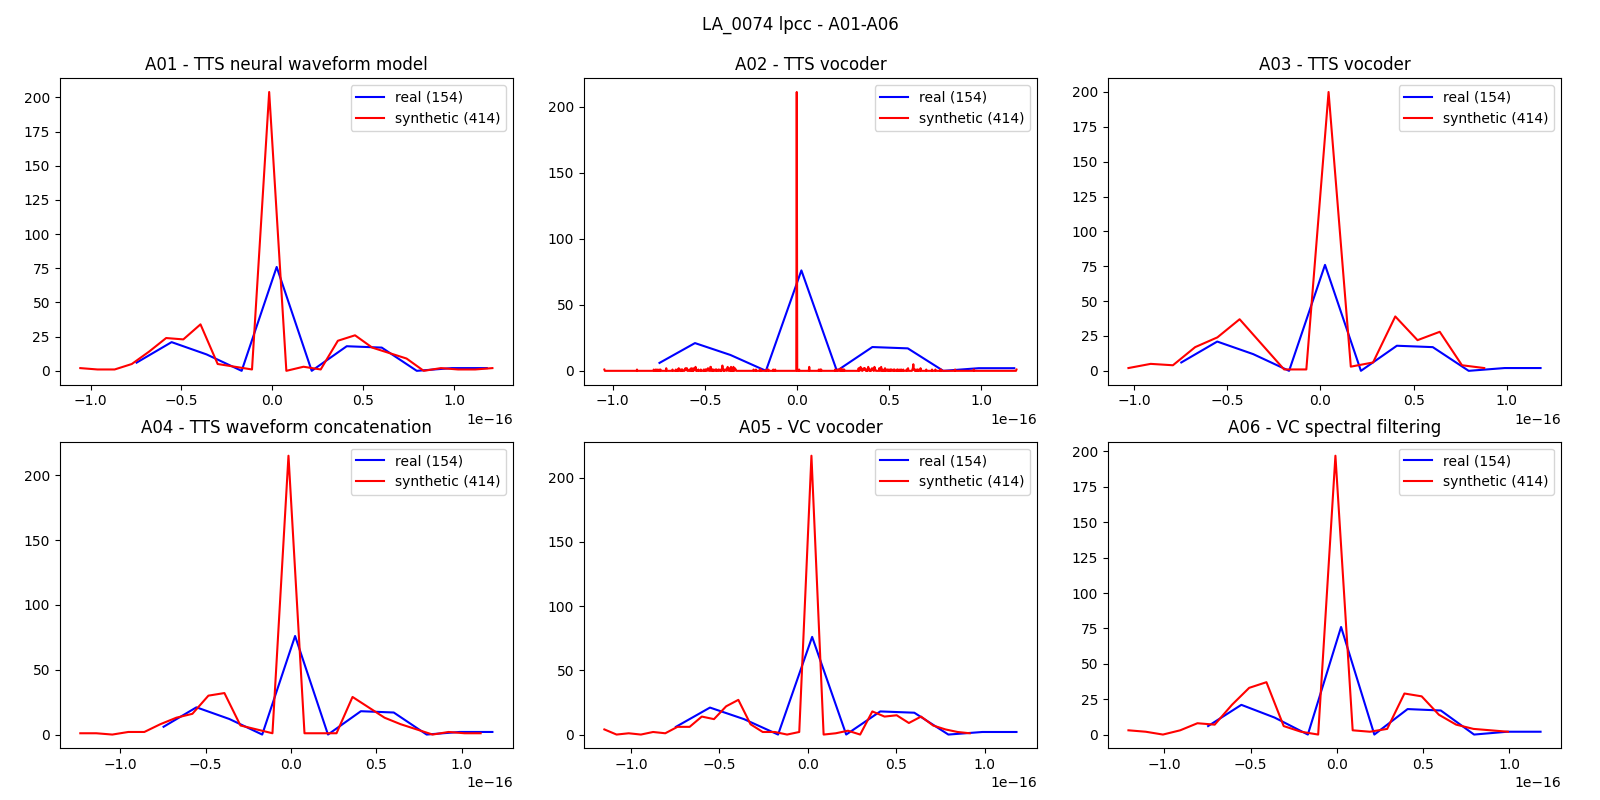 LA_0074 lpcc - A01-A06
A01 - TTS neural waveform model
real (154)
synthetic (414)
200
175
150
125
100
75
50
25
0
−1.0 −0.5 0.0 0.5 1.0
1e−16
A02 - TTS vocoder
real (154)
synthetic (414)
200
150
100
50
0
−1.0 −0.5 0.0 0.5 1.0
1e−16
A03 - TTS vocoder
real (154)
synthetic (414)
200
175
150
125
100
75
50
25
0
−1.0 −0.5 0.0 0.5 1.0
1e−16
A04 - TTS waveform concatenation
real (154)
synthetic (414)
200
150
100
50
0
−1.0 −0.5 0.0 0.5 1.0
1e−16
A05 - VC vocoder
real (154)
synthetic (414)
200
150
100
50
0
−1.0 −0.5 0.0 0.5 1.0
1e−16
A06 - VC spectral filtering
real (154)
synthetic (414)
200
175
150
125
100
75
50
25
0
−1.0 −0.5 0.0 0.5 1.0
1e−16